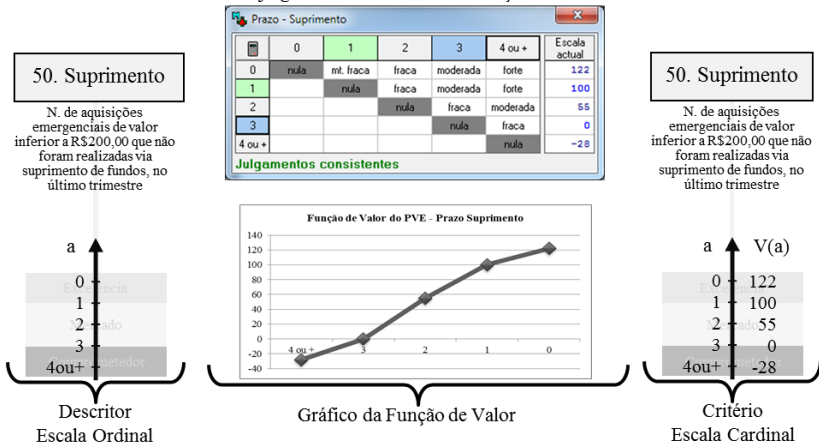 Prazo - Suprimento
0 1 2 3 4 ou + Escala actual
0 nula mt. fraca fraca moderada forte 122
1 nula fraca moderada forte 100
2 nula fraca moderada 55
3 nula fraca 0
4 ou + nula -28
Julgamentos consistentes
50. Suprimento
N. de aquisições
emergenciais de valor
inferior a R$200,00 que não
foram realizadas via
suprimento de fundos, no
último trimestre
a
0
Excelência
1
Mercado
2
3
Comprometedor
4ou+
Descritor
Escala Ordinal
Função de Valor do PVE - Prazo Suprimento
140
120
100
80
60
40
20
0
-20
-40
4 ou + 3 2 1 0
Gráfico da Função de Valor
50. Suprimento
N. de aquisições
emergenciais de valor
inferior a R$200,00 que não
foram realizadas via
suprimento de fundos, no
último trimestre
a V(a)
0 122
1 100
2 55
3 0
4ou+ -28
Critério
Escala Cardinal